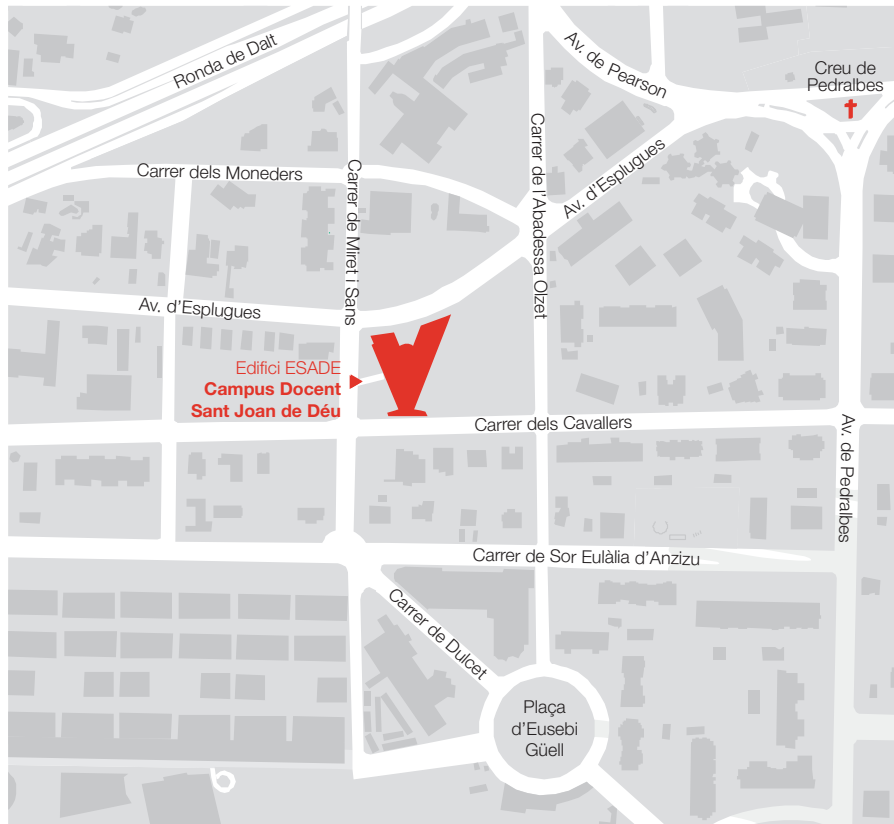 Ronda de Dalt
Av. de Pearson
Creu de
Pedralbes
Carrer dels Moneders
Carrer de Miret i Sans
Carrer de l'Abadessa Olzet
Av. d'Esplugues
Av. d'Esplugues
Edifici ESADE
Campus Docent
Sant Joan de Déu
Carrer dels Cavallers
Av. de Pedralbes
Carrer de Sor Eulàlia d'Anzizu
Carrer de Dulcet
Plaça
d'Eusebi
Güell